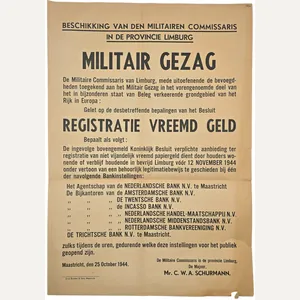 BESCHIKKING VAN DEN MILITAIREN COMMISSARIS
IN DE PROVINCIE LIMBURG
MILITAIR GEZAG
De Militaire Commissaris van Limburg, mede uitoefenende de bevoegd-
heden toegekend aan het Militair Gezag in het vorengenoemde deel van
het in bijzonderen staat van Beleg verkeerende grondgebied van het
Rijk in Europa:
Gelet op de desbetreffende bepalingen van het Besluit
REGISTRATIE VREEMD GELD
Bepaalt als volgt:
De ingevolge bovengemeld Koninklijk Besluit verplichte aanbieding ter
registratie van niet vijandelijk vreemd papiergeld dient door houders wonende
of verblijf houdende in bevrijd Limburg vóór 12 NOVEMBER 1944
onder vertoon van een behoorlijk legitimatiebewijs te geschieden bij één
der navolgende Bankinstellingen:
Het Agentschap van de NEDERLANDSCHE BANK N.V. te Maastricht
De Bijkantoren van de AMSTERDAMSCHE BANK N.V. te Maastricht
„ „ „ DE TWENTSCHE BANK N.V. „ „
„ „ „ de INCASSO BANK N.V. „ „
„ „ „ NEDERLANDSCHE HANDEL-MAATSCHAPPIJ N.V. „
„ „ „ NEDERLANDSCHE MIDDENSTANDSBANK N.V. „
„ „ „ ROTTERDAMSCHE BANKVEREENIGING N.V. „
DE TRICHTSCHE BANK N.V. te Maastricht.
zulks tijdens de uren, gedurende welke deze instellingen voor het publiek
geopend zijn.
Maastricht, den 25 October 1944.
De Militaire Commissaris in de provincie Limburg,
De Majoor,
Mr. C. W. A. SCHURMANN.